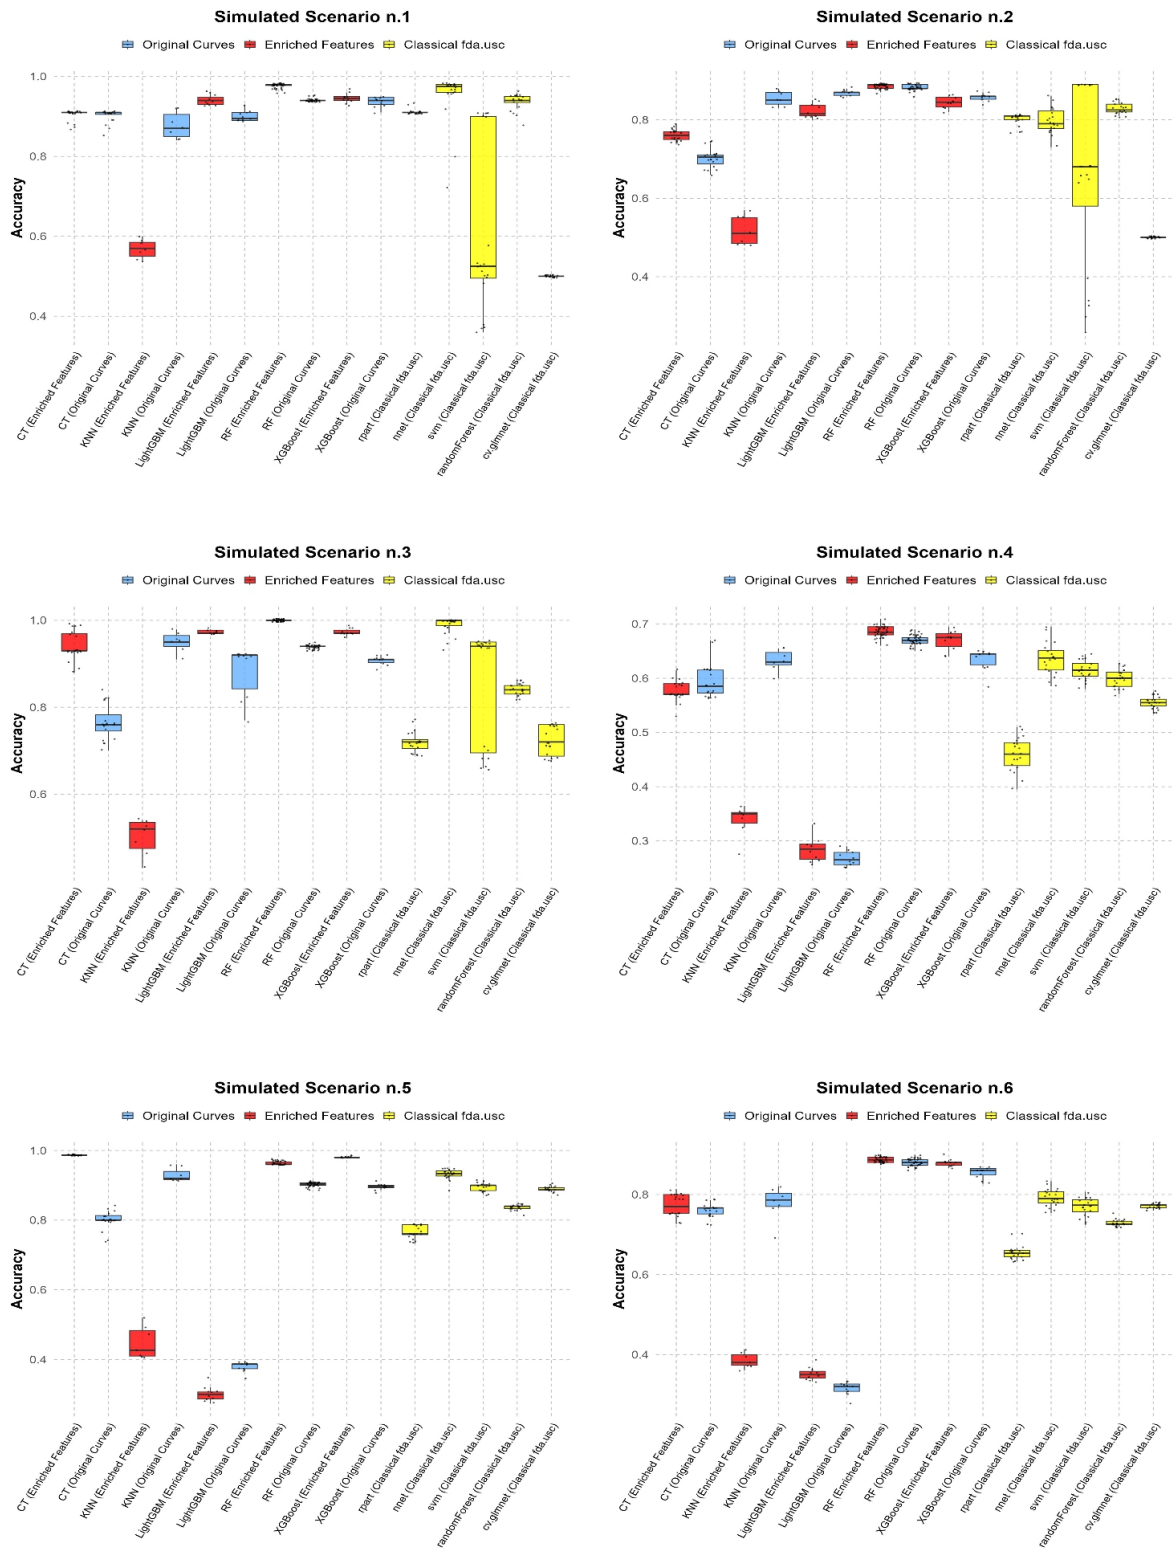 Simulated Scenario n.1
Original Curves Enriched Features Classical fda.usc
Accuracy
1.0
0.8
0.6
0.4
CT (Enriched Features)
CT (Original Curves)
KNN (Enriched Features)
KNN (Original Curves)
LightGBM (Enriched Features)
LightGBM (Original Curves)
RF (Enriched Features)
RF (Original Curves)
XGBoost (Enriched Features)
XGBoost (Original Curves)
rpart (Classical fda.usc)
nnet (Classical fda.usc)
svm (Classical fda.usc)
randomForest (Classical fda.usc)
cv.glmnet (Classical fda.usc)
Simulated Scenario n.2
Original Curves Enriched Features Classical fda.usc
Accuracy
0.8
0.6
0.4
CT (Enriched Features)
CT (Original Curves)
KNN (Enriched Features)
KNN (Original Curves)
LightGBM (Enriched Features)
LightGBM (Original Curves)
RF (Enriched Features)
RF (Original Curves)
XGBoost (Enriched Features)
XGBoost (Original Curves)
rpart (Classical fda.usc)
nnet (Classical fda.usc)
svm (Classical fda.usc)
randomForest (Classical fda.usc)
cv.glmnet (Classical fda.usc)
Simulated Scenario n.3
Original Curves Enriched Features Classical fda.usc
Accuracy
1.0
0.8
0.6
CT (Enriched Features)
CT (Original Curves)
KNN (Enriched Features)
KNN (Original Curves)
LightGBM (Enriched Features)
LightGBM (Original Curves)
RF (Enriched Features)
RF (Original Curves)
XGBoost (Enriched Features)
XGBoost (Original Curves)
rpart (Classical fda.usc)
nnet (Classical fda.usc)
svm (Classical fda.usc)
randomForest (Classical fda.usc)
cv.glmnet (Classical fda.usc)
Simulated Scenario n.4
Original Curves Enriched Features Classical fda.usc
Accuracy
0.7
0.6
0.5
0.4
0.3
CT (Enriched Features)
CT (Original Curves)
KNN (Enriched Features)
KNN (Original Curves)
LightGBM (Enriched Features)
LightGBM (Original Curves)
RF (Enriched Features)
RF (Original Curves)
XGBoost (Enriched Features)
XGBoost (Original Curves)
rpart (Classical fda.usc)
nnet (Classical fda.usc)
svm (Classical fda.usc)
randomForest (Classical fda.usc)
cv.glmnet (Classical fda.usc)
Simulated Scenario n.5
Original Curves Enriched Features Classical fda.usc
Accuracy
1.0
0.8
0.6
0.4
CT (Enriched Features)
CT (Original Curves)
KNN (Enriched Features)
KNN (Original Curves)
LightGBM (Enriched Features)
LightGBM (Original Curves)
RF (Enriched Features)
RF (Original Curves)
XGBoost (Enriched Features)
XGBoost (Original Curves)
rpart (Classical fda.usc)
nnet (Classical fda.usc)
svm (Classical fda.usc)
randomForest (Classical fda.usc)
cv.glmnet (Classical fda.usc)
Simulated Scenario n.6
Original Curves Enriched Features Classical fda.usc
Accuracy
0.8
0.6
0.4
CT (Enriched Features)
CT (Original Curves)
KNN (Enriched Features)
KNN (Original Curves)
LightGBM (Enriched Features)
LightGBM (Original Curves)
RF (Enriched Features)
RF (Original Curves)
XGBoost (Enriched Features)
XGBoost (Original Curves)
rpart (Classical fda.usc)
nnet (Classical fda.usc)
svm (Classical fda.usc)
randomForest (Classical fda.usc)
cv.glmnet (Classical fda.usc)